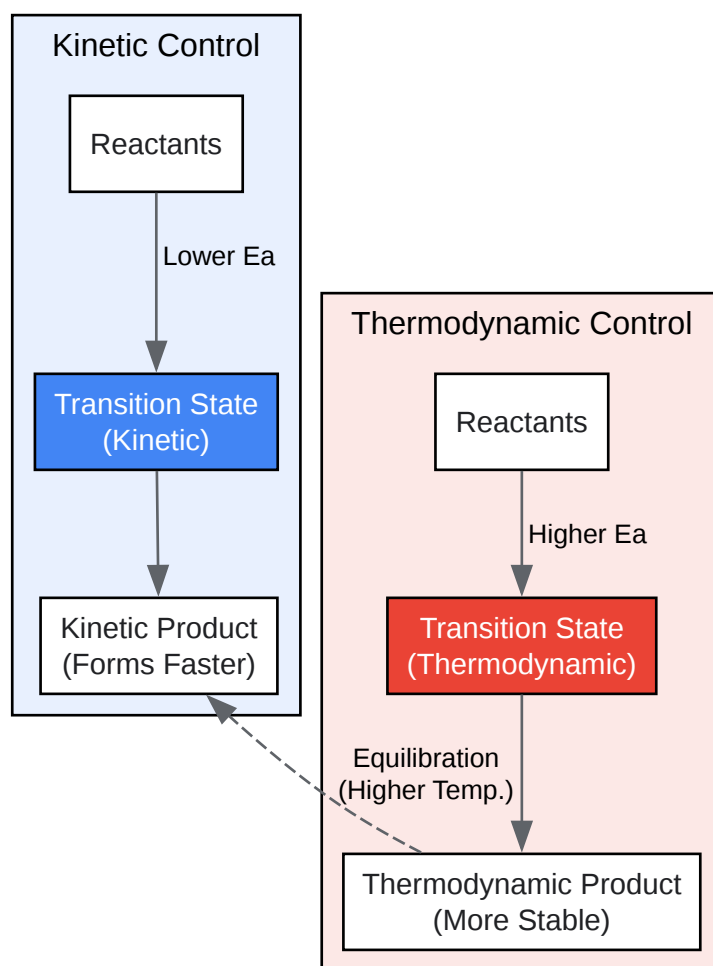 Kinetic Control
Reactants
Lower Ea
Transition State
(Kinetic)
Kinetic Product
(Forms Faster)
Thermodynamic Control
Reactants
Higher Ea
Transition State
(Thermodynamic)
Equilibration
(Higher Temp.)
Thermodynamic Product
(More Stable)